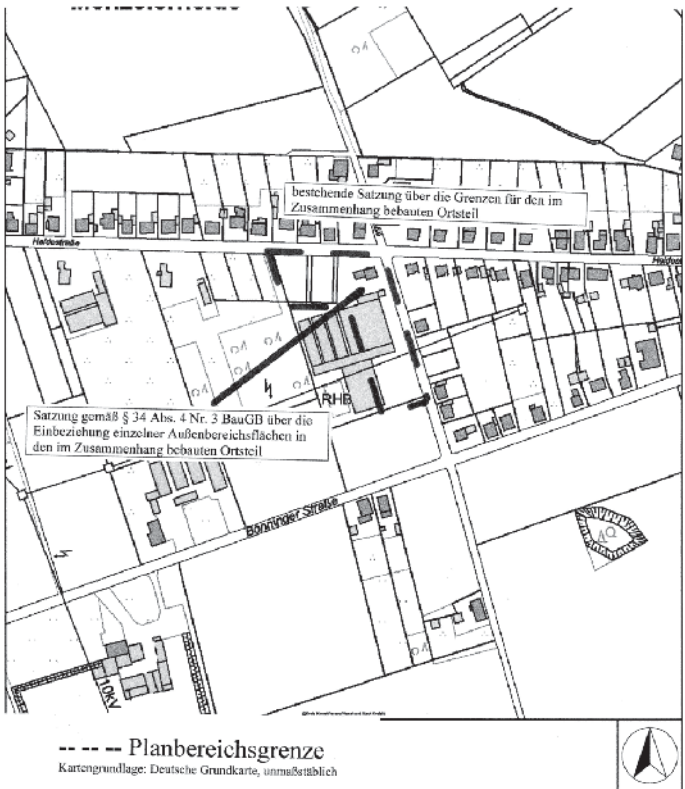 bestehende Satzung über die Grenzen für den im
Zusammenhang bebauten Ortsteil
Heidestraße
RHB
Satzung gemäß § 34 Abs. 4 Nr. 3 BauGB über die
Einbeziehung einzelner Außenbereichsflächen in
den im Zusammenhang bebauten Ortsteil
Bönninger Straße
10kV
Planbereichsgrenze
Kartengrundlage: Deutsche Grundkarte, unmaßstäblich